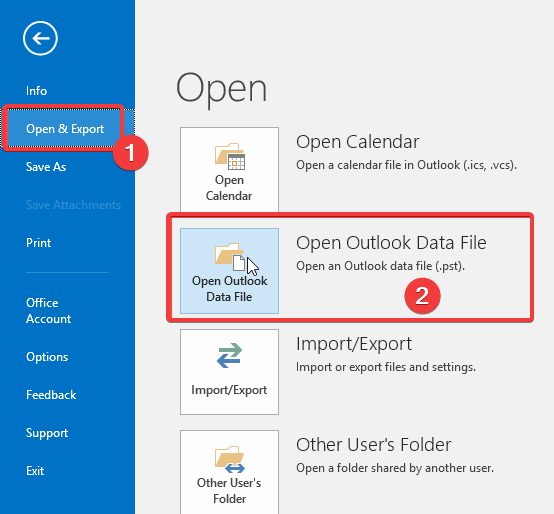 Info
Open & Export
1
Save As
Save Attachments
Print
Office
Account
Options
Feedback
Support
Exit
Open
Open
Calendar
Open Calendar
Open a calendar file in Outlook (.ics, .vcs).
Open Outlook
Data File
Open Outlook Data File
Open an Outlook data file (.pst).
2
Import/Export
Import/Export
Import or export files and settings.
Other User's
Folder
Other User's Folder
Open a folder shared by another user.